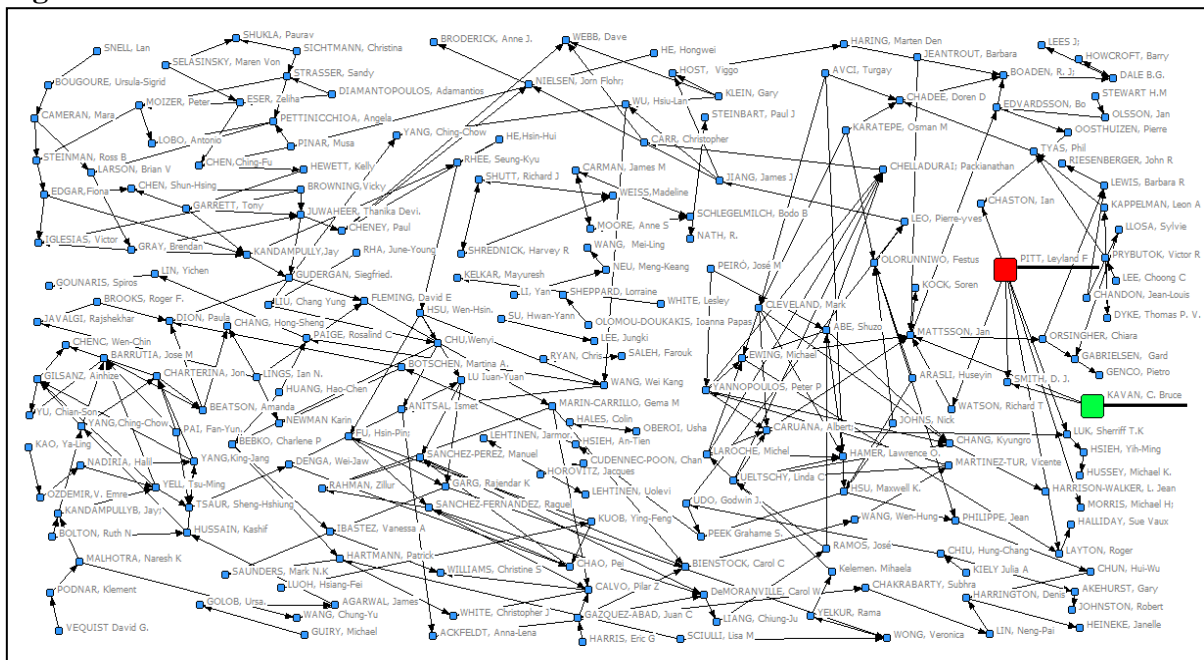 SNELL, Lan
SHUKLA, Paurav
SICHTMANN, Christina
BRODERICK, Anne J.
WEBB, Dave
HE, Hongwei
HARING, Marten Den
JEANTROUT, Barbara
LEES J;
HOWCROFT, Barry
SELASINSKY, Maren Von
BOUGOURE, Ursula-Sigrid
STRASSER, Sandy
NIELSEN, Jorn Flohr;
HOST, Viggo
AVCI, Turgay
BOADEN, R. J;
DALE B.G.
DIAMANTOPOULOS, Adamantios
MOIZER, Peter
ESER, Zeliha
WU, Hsiu-Lan
KLEIN, Gary
CHADEE, Doren D
STEWART H.M
CAMERAN, Mara
PETTINICCHIOA, Angela
STEINBART, Paul J
EDVARDSSON, Bo
OLSSON, Jan
LOBO, Antonio
PINAR, Musa
YANG, Ching-Chow
HE,Hsin-Hui
CARR, Christopher
KARATEPE, Osman M
OOSTHUIZEN, Pierre
STEINMAN, Ross B
LARSON, Brian V
CHEN,Ching-Fu
HEWETT, Kelly
RHEE, Seung-Kyu
CARMAN, James M
CHELLADURAI; Packianathan
TYAS, Phil
RIESENBERGER, John R
EDGAR,Fiona
CHEN, Shun-Hsing
BROWNING,Vicky
SHUTT, Richard J
WEISS,Madeline
JIANG, James J
CHASTON, Ian
LEWIS, Barbara R
GARRETT, Tony
JUWAHEER, Thanika Devi.
SCHLEGELMILCH, Bodo B
KAPPELMAN, Leon A
IGLESIAS, Victor
GRAY, Brendan
CHENEY, Paul
MOORE, Anne S
NATH, R.
LEO, Pierre-yves
LLOSA, Sylvie
KANDAMPULLY,Jay
RHA, June-Young
SHREDNICK, Harvey R
WANG, Mei-Ling
PEIRÓ, José M
OLORUNNIWO, Festus
PITT, Leyland F
PRYBUTOK, Victor R
LIN, Yichen
GUDERGAN, Siegfried.
KELKAR, Mayuresh
NEU, Meng-Keang
KOCK, Soren
LEE, Choong C
GOUNARIS, Spiros
LI, Yan
SHEPPARD, Lorraine
WHITE, Lesley
CLEVELAND, Mark
CHANDON, Jean-Louis
BROOKS, Roger F.
LIU, Chang Yung
FLEMING, David E
HSU, Wen-Hsin.
SU, Hwan-Yann
OLOMOU-DOUKAKIS, Ioanna Papas
DYKE, Thomas P. V.
JAVALGI, Rajshekhar
DION, Paula
CHANG, Hong-Sheng
PAIGE, Rosalind C
CHU,Wenyi
LEE, Jungki
ABE, Shuzo
MATTSSON, Jan
ORSINGHER, Chiara
CHENC, Wen-Chin
BARRUTIA, Jose M
BOTSCHEN, Martina A.
RYAN, Chris
SALEH, Farouk
EWING, Michael
GABRIELSEN, Gard
GENCO, Pietro
GILSANZ, Ainhize
CHARTERINA, Jon
LINGS, Ian N.
LU Iuan-Yuan
WANG, Wei Kang
YANNOPOULOS, Peter P
ARASLI, Huseyin
SMITH, D. J.
HUANG, Hao-Chen
YU, Chian-Son
BEATSON, Amanda
NEWMAN Karin
ANITSAL, Ismet
MARIN-CARRILLO, Gema M
WATSON, Richard T
KAVAN, C. Bruce
YANG,Ching-Chow
PAI, Fan-Yun,
HALES, Colin
OBEROI, Usha
CARUANA, Albert
JOHNS, Nick
LUK, Sherriff T.K
KAO, Ya-Ling
BEBKO, Charlene P
FU, Hsin-Pin;
LEHTINEN, Jarmor.
HSIEH, An-Tien
CHANG, Kyungro
HSIEH, Yih-Ming
NADIRIA, Halil
YANG,King-Jang
DENGA, Wei-Jaw
SANCHEZ-PEREZ, Manuel
CUDENNEC-POON, Chan
LAROCHE, Michel
HAMER, Lawrence O.
MARTINEZ-TUR, Vicente
HUSSEY, Michael K.
OZDEMIR,V. Emre
YELL, Tsu-Ming
RAHMAN, Zillur
GARG, Rajendar K
HOROVITZ, Jacques
UELTSCHY, Linda C
HARRISON-WALKER, L. Jean
TSAUR, Sheng-Hshiung
SANCHEZ-FERNANDEZ, Raquel
LEHTINEN, Uolevi
UDO, Godwin J.
HSU, Maxwell K.
MORRIS, Michael H;
KANDAMPULLYB, Jay;
KUOB, Ying-Feng
WANG, Wen-Hung
PHILIPPE, Jean
HALLIDAY, Sue Vaux
BOLTON, Ruth N
HUSSAIN, Kashif
IBASTEZ, Vanessa A
PEEK Grahame S.
MALHOTRA, Naresh K
HARTMANN, Patrick
CHAO, Pei
BIENSTOCK, Carol C
RAMOS, José
CHIU, Hung-Chang
LAYTON, Roger
SAUNDERS, Mark N.K
WILLIAMS, Christine S
Kelemen, Mihaela
KIELY Julia A
CHUN, Hui-Wu
PODNAR, Klement
LUOH, Hsiang-Fei
CALVO, Pilar Z
DeMORANVILLE, Carol W
CHAKRABARTY, Subhra
AKEHURST, Gary
GOLOB, Ursa.
AGARWAL, James
HARRINGTON, Denis
WANG, Chung-Yu
WHITE, Christopher J
GAZQUEZ-ABAD, Juan C
LIANG, Chiung-Ju
YELKUR, Rama
JOHNSTON, Robert
VEQUIST David G.
GUIRY, Michael
ACKFELDT, Anna-Lena
HARRIS, Eric G
SCIULLI, Lisa M
WONG, Veronica
LIN, Neng-Pai
HEINEKE, Janelle